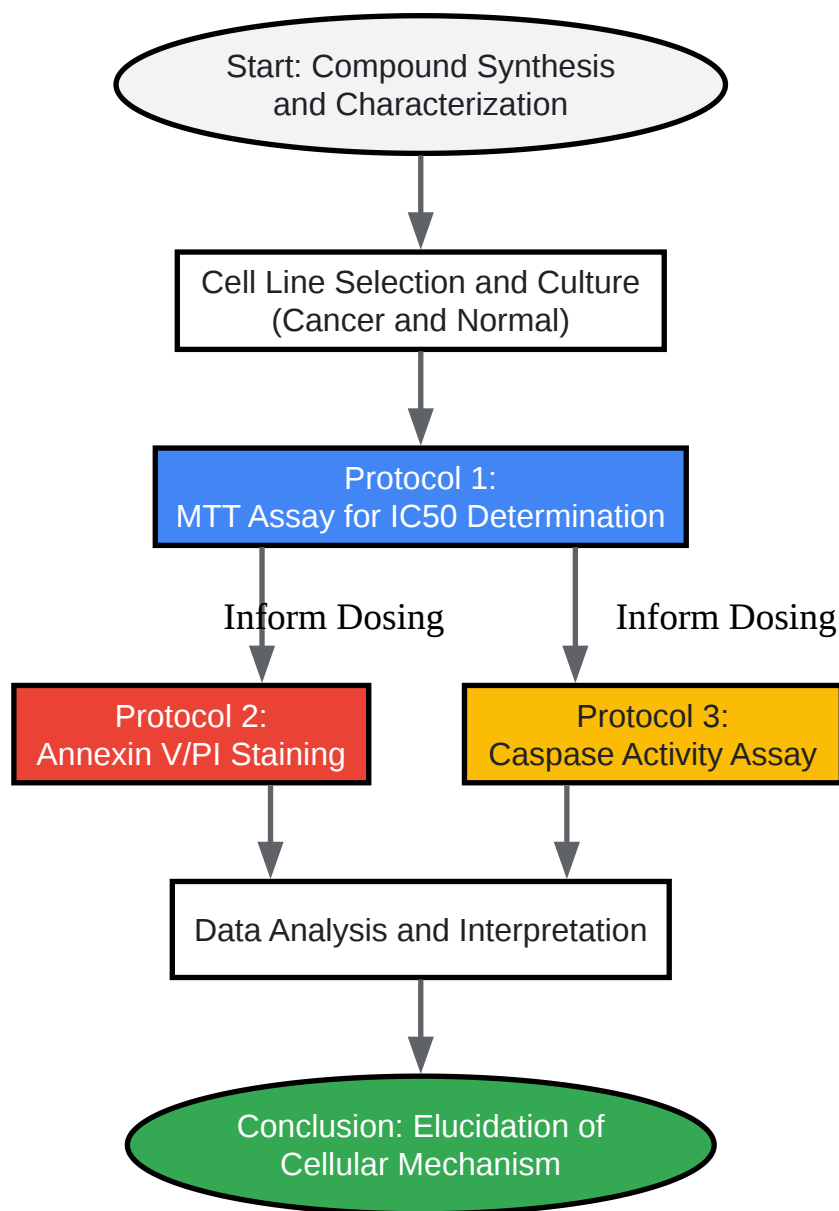 Start: Compound Synthesis
and Characterization
Cell Line Selection and Culture
(Cancer and Normal)
Protocol 1:
MTT Assay for IC50 Determination
Inform Dosing
Inform Dosing
Protocol 2:
Annexin V/PI Staining
Protocol 3:
Caspase Activity Assay
Data Analysis and Interpretation
Conclusion: Elucidation of
Cellular Mechanism